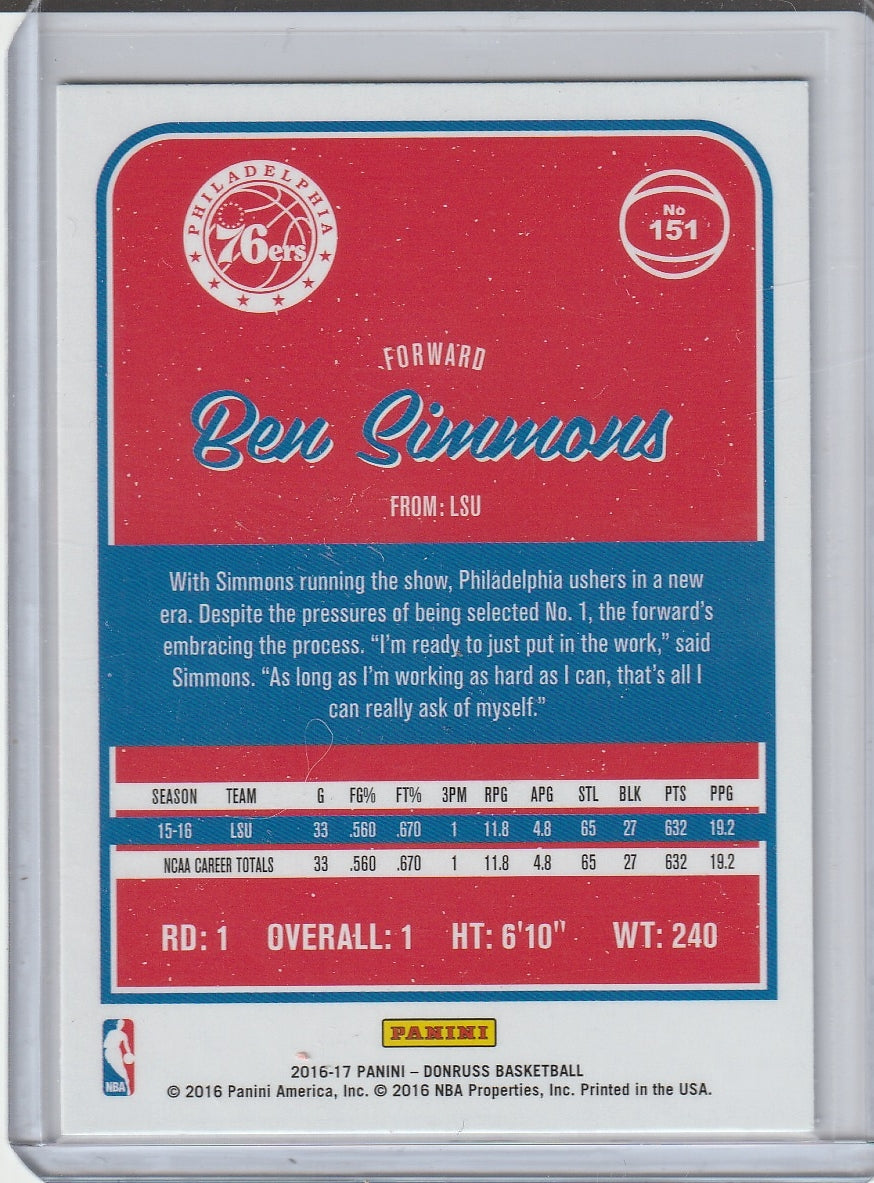 PHILADELPHIA
76ers
No
151
FORWARD
Ben Simmons
FROM: LSU
With Simmons running the show, Philadelphia ushers in a new
era. Despite the pressures of being selected No. 1, the forward's
embracing the process. “I'm ready to just put in the work,” said
Simmons. “As long as I'm working as hard as I can, that's all I
can really ask of myself.”
SEASON TEAM G FG% FT% 3PM RPG APG STL BLK PTS PPG
15-16 LSU 33 .560 .670 1 11.8 4.8 65 27 632 19.2
NCAA CAREER TOTALS 33 .560 .670 1 11.8 4.8 65 27 632 19.2
RD: 1 OVERALL: 1 HT: 6'10" WT: 240
NBA
PANINI
2016-17 PANINI – DONRUSS BASKETBALL
© 2016 Panini America, Inc. © 2016 NBA Properties, Inc. Printed in the USA.